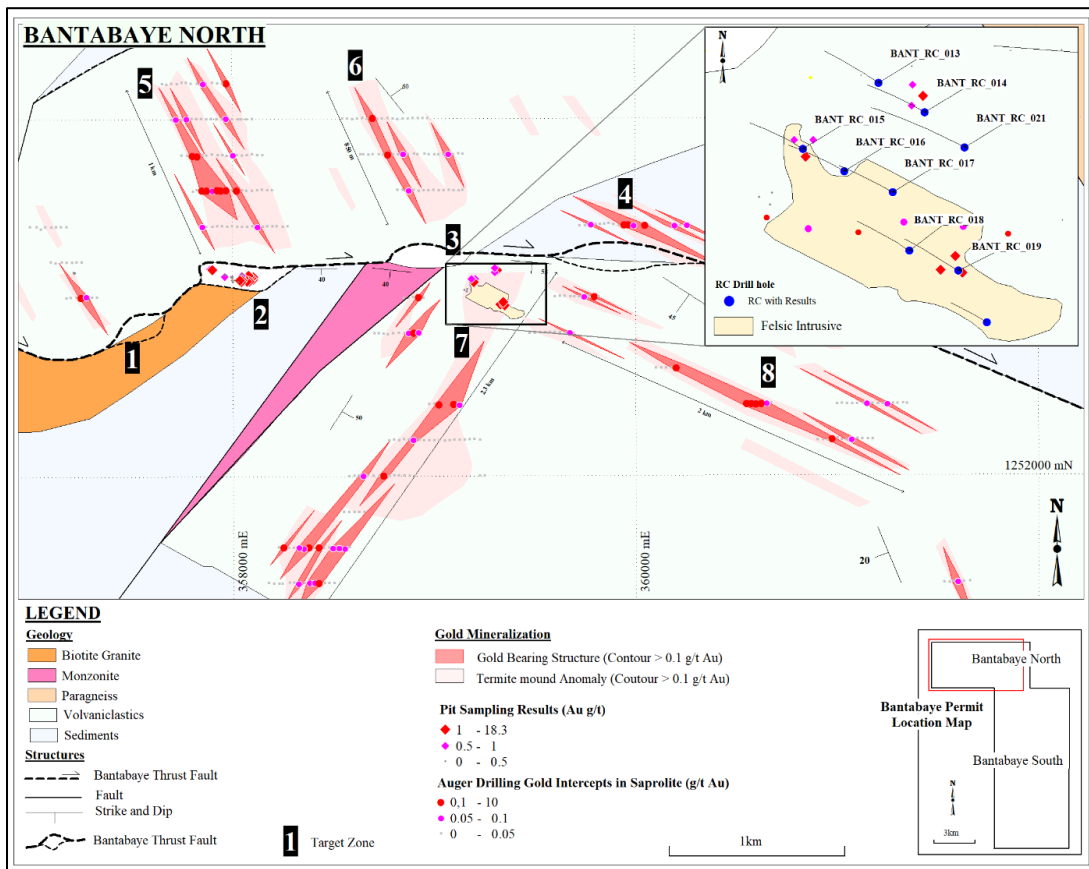 BANTABAYE NORTH
N
BANT_RC_013
BANT_RC_014
BANT_RC_015
BANT_RC_021
BANT_RC_016
BANT_RC_017
BANT_RC_018
BANT_RC_019
RC Drill hole
RC with Results
Felsic Intrusive
5
6
50
1 km
850 m
4
3
40
40
2
1
7
45
8
2.3 km
2 km
50
1252000 mN
20
N
358000 mE
360000 mE
LEGEND
Geology
Biotite Granite
Monzonite
Paragneiss
Volvaniclastics
Sediments
Structures
Bantabaye Thrust Fault
Fault
Strike and Dip
Bantabaye Thrust Fault
1 Target Zone
Gold Mineralization
Gold Bearing Structure (Contour > 0.1 g/t Au)
Termite mound Anomaly (Contour > 0.1 g/t Au)
Pit Sampling Results (Au g/t)
1 - 18.3
0.5 - 1
0 - 0.5
Auger Drilling Gold Intercepts in Saprolite (g/t Au)
0,1 - 10
0.05 - 0.1
0 - 0.05
1km
Bantabaye North
Bantabaye Permit
Location Map
Bantabaye South
N
3km